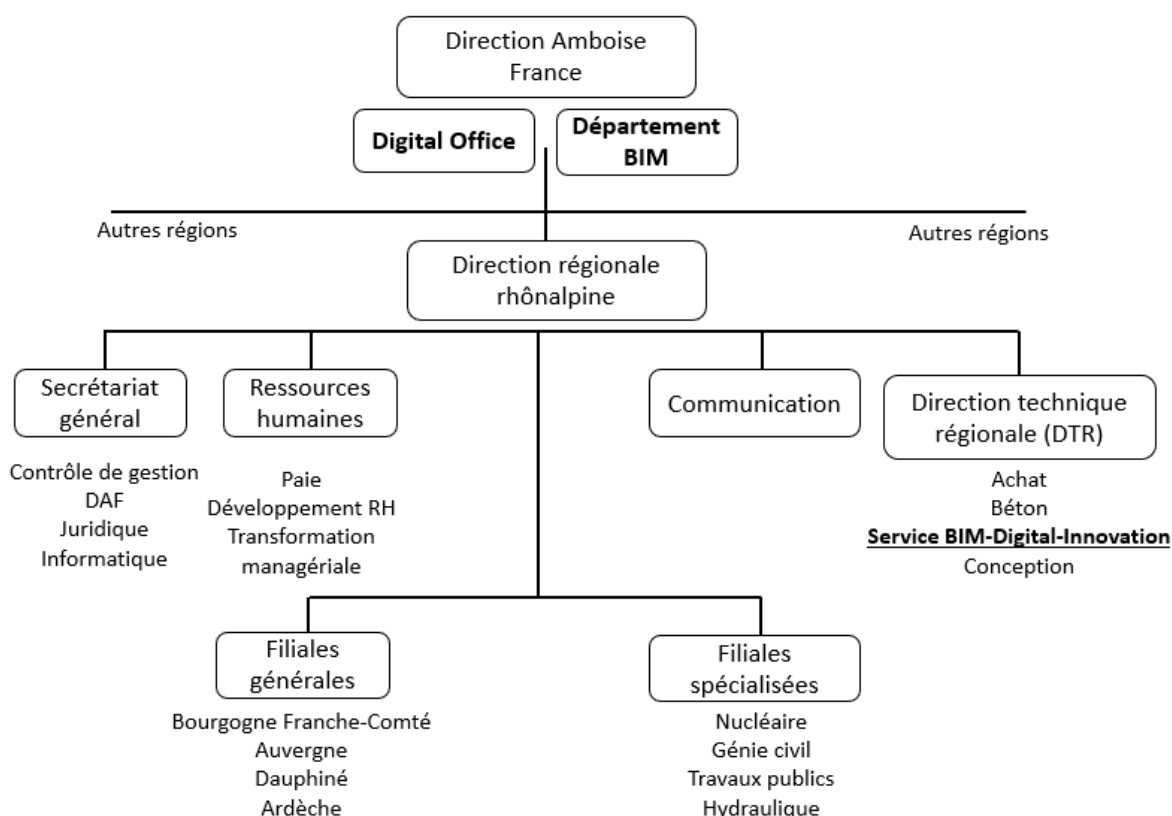 Direction Amboise
France
Digital Office
Département
BIM
Autres régions
Autres régions
Direction régionale
rhônalpine
Secrétariat
général
Contrôle de gestion
DAF
Juridique
Informatique
Ressources
humaines
Paie
Développement RH
Transformation
managériale
Communication
Direction technique
régionale (DTR)
Achat
Béton
Service BIM-Digital-Innovation
Conception
Filiales
générales
Bourgogne Franche-Comté
Auvergne
Dauphiné
Ardèche
Filiales
spécialisées
Nucléaire
Génie civil
Travaux publics
Hydraulique